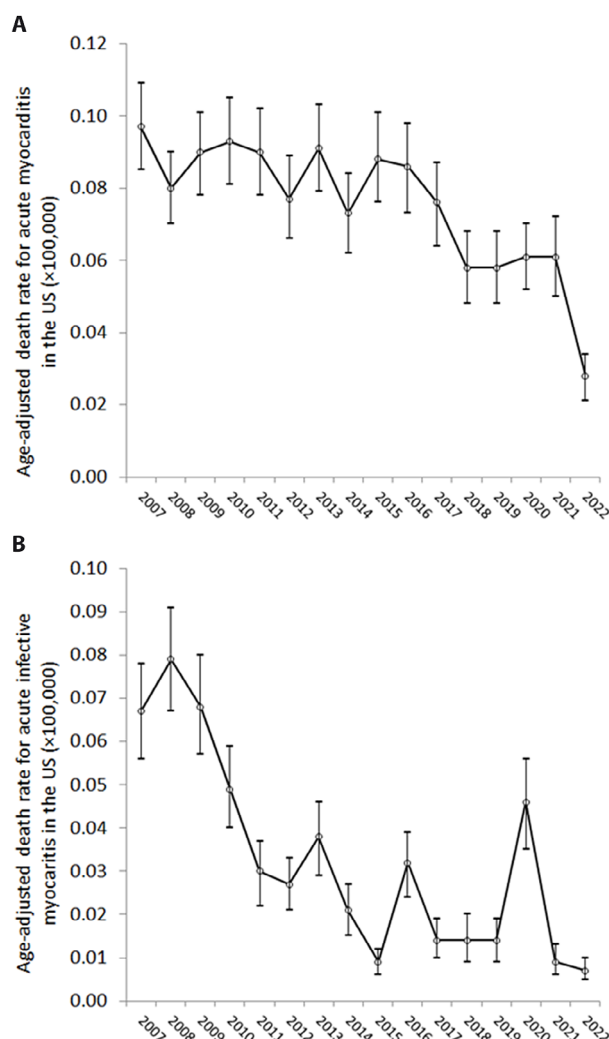 A
Age-adjusted death rate for acute myocarditis
in the US (×100,000)
0.12
0.10
0.08
0.06
0.04
0.02
0.00
2007 2008 2009 2010 2011 2012 2013 2014 2015 2016 2017 2018 2019 2020 2021 2022
B
Age-adjusted death rate for acute infective
myocaritis in the US (×100,000)
0.10
0.09
0.08
0.07
0.06
0.05
0.04
0.03
0.02
0.01
0.00
2007 2008 2009 2010 2011 2012 2013 2014 2015 2016 2017 2018 2019 2020 2021 2022